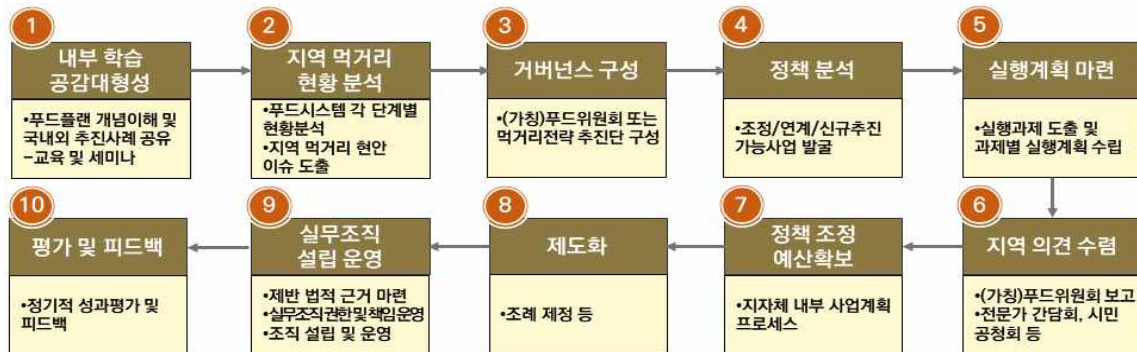 1
내부 학습
공감대형성
•푸드플랜 개념이해 및
국내외 추진사례 공유
-교육 및 세미나
2
지역 먹거리
현황 분석
•푸드시스템 각 단계별
현황분석
•지역 먹거리 현안
이슈 도출
3
거버넌스 구성
•(가칭)푸드위원회 또는
먹거리전략 추진단 구성
4
정책 분석
•조정/연계/신규추진
가능사업 발굴
5
실행계획 마련
•실행과제 도출 및
과제별 실행계획 수립
6
지역 의견 수렴
•(가칭)푸드위원회 보고
•전문가 간담회, 시민
공청회 등
7
정책 조정
예산확보
•지자체 내부 사업계획
프로세스
8
제도화
•조례 제정 등
9
실무조직
설립 운영
•제반 법적 근거 마련
•실무조직 권한 및 책임 운영
•조직 설립 및 운영
10
평가 및 피드백
•정기적 성과평가 및
피드백